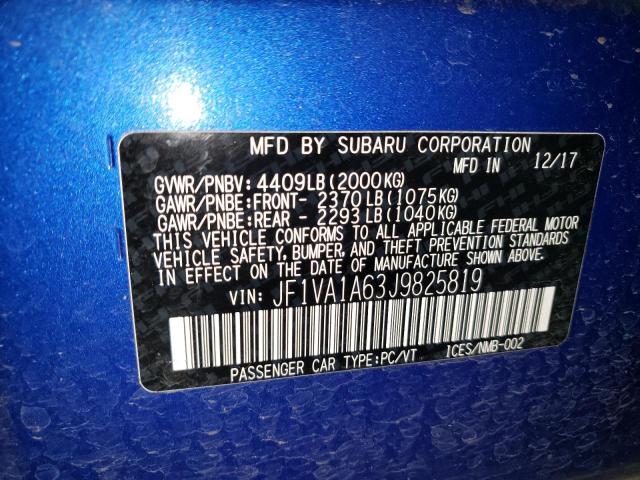 MFD BY SUBARU CORPORATION
MFD IN 12/17
GVWR/PNBV: 4409LB(2000KG)
GAWR/PNBE:FRONT- 2370LB(1075KG)
GAWR/PNBE:REAR - 2293LB(1040KG)
THIS VEHICLE CONFORMS TO ALL APPLICABLE FEDERAL MOTOR
VEHICLE SAFETY, BUMPER, AND THEFT PREVENTION STANDARDS
IN EFFECT ON THE DATE OF MANUFACTURE SHOWN ABOVE.
VIN: JF1VA1A63J9825819
PASSENGER CAR TYPE:PC/VT ICES/NMB-002